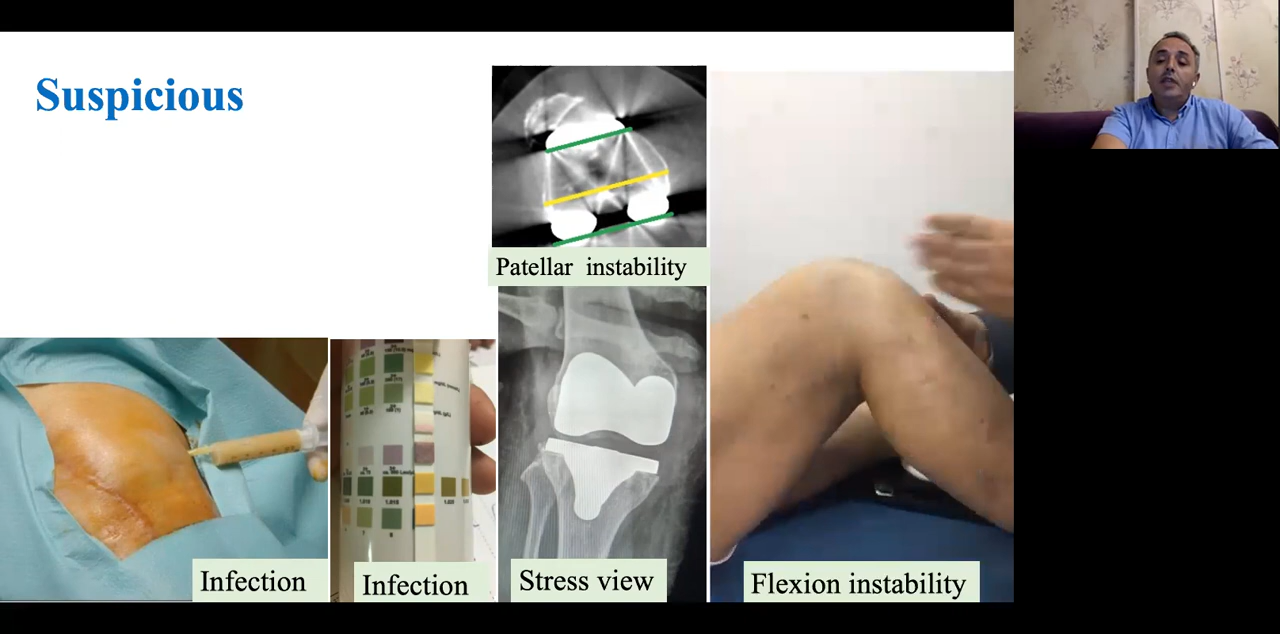 Suspicious
Patellar instability
Infection
Infection
Stress view
Flexion instability